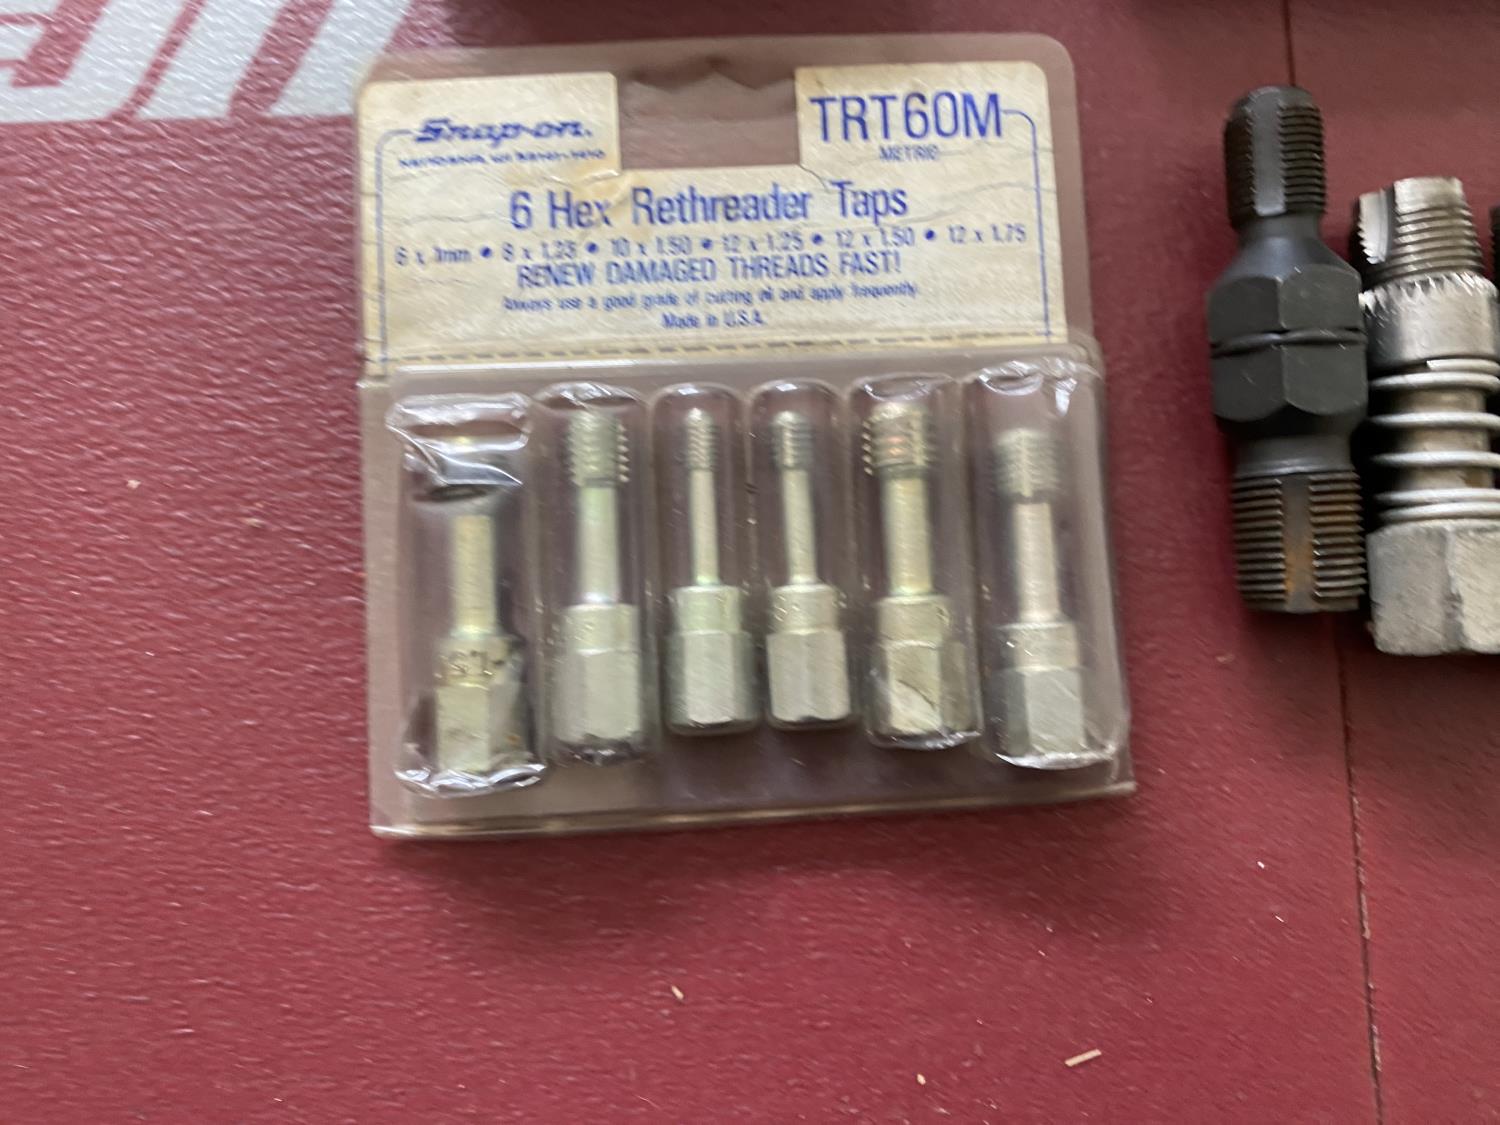 Snap-on.
TRT60M
METRIC
6 Hex Rethreader Taps
6 x 1mm • 8 x 1.25 • 10 x 1.50 • 12 x 1.25 • 12 x 1.50 • 12 x 1.75
RENEW DAMAGED THREADS FAST!
Always use a good grade of cutting oil and apply frequently.
Made in U.S.A.